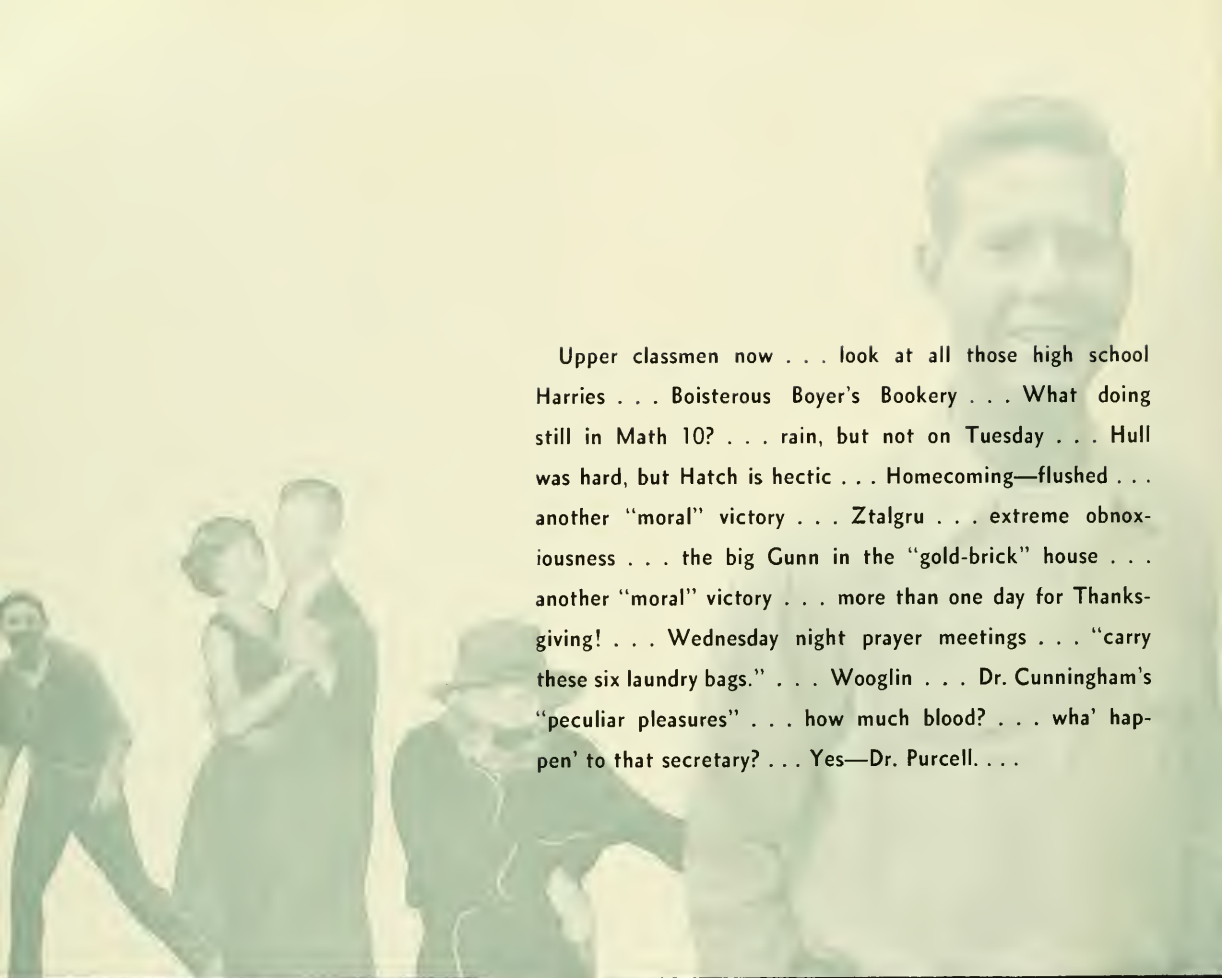 Upper classmen now . . . look at all those high school
Harries . . . Boisterous Boyer's Bookery . . . What doing
still in Math 10? . . . rain, but not on Tuesday . . . Hull
was hard, but Hatch is hectic . . . Homecoming—flushed . . .
another “moral” victory . . . Ztalgru . . . extreme obnox-
iousness . . . the big Gunn in the “gold-brick” house . . .
another “moral” victory . . . more than one day for Thanks-
giving! . . . Wednesday night prayer meetings . . . “carry
these six laundry bags.” . . . Wooglin . . . Dr. Cunningham's
“peculiar pleasures” . . . how much blood? . . . wha' hap-
pen' to that secretary? . . . Yes—Dr. Purcell. . . .